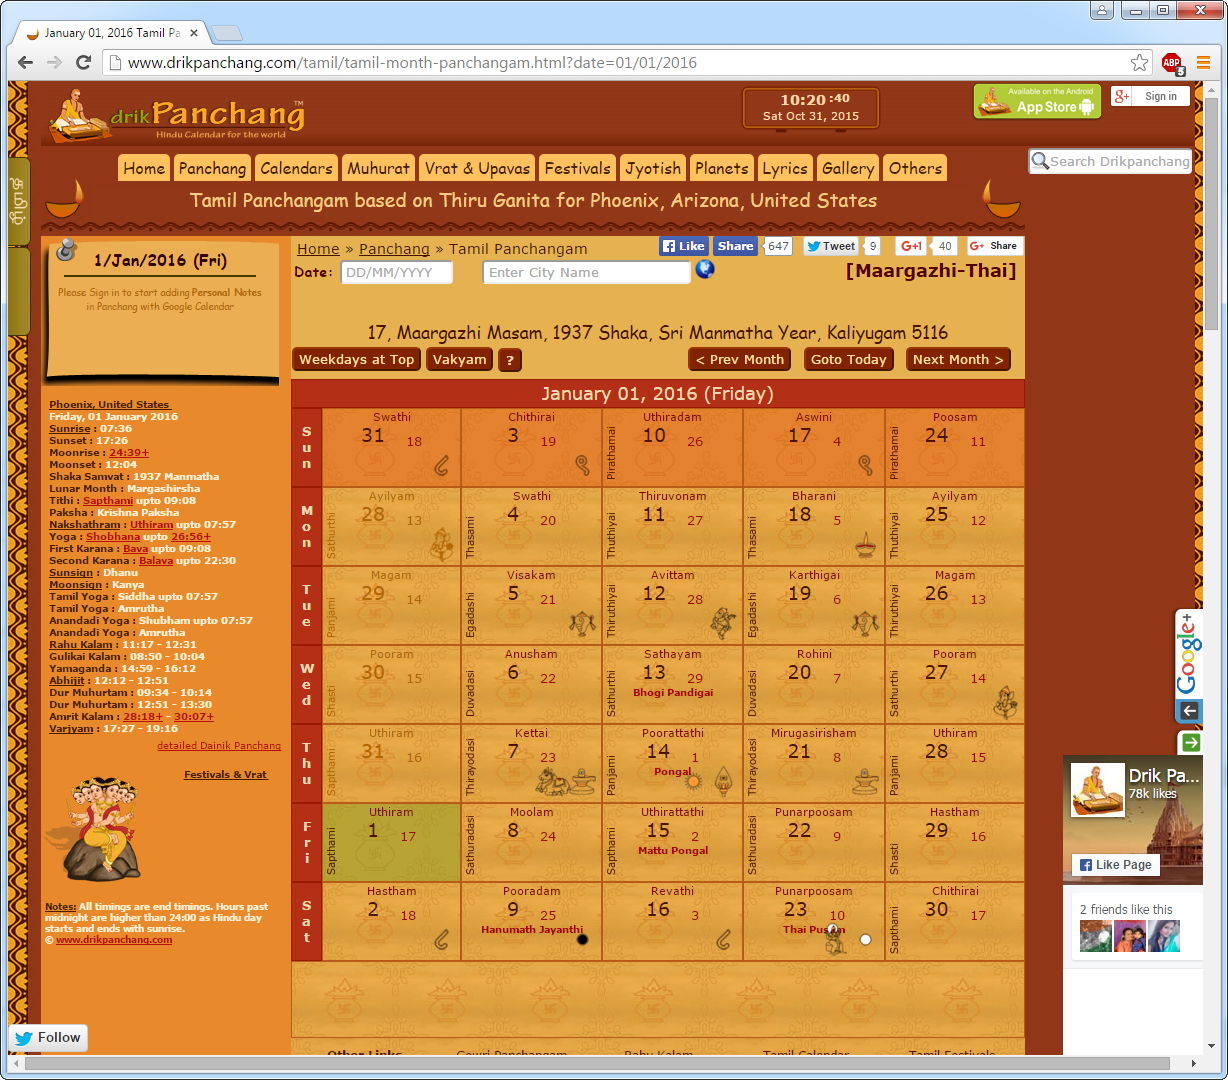 January 01, 2016 Tamil Pa
www.drikpanchang.com/tamil/tamil-month-panchangam.html?date=01/01/2016
ABP
5
drikPanchang™
Hindu Calendar for the world
10:20 :40
Sat Oct 31, 2015
Available on the Android
App Store
g+ Sign in
Home Panchang Calendars Muhurat Vrat & Upavas Festivals Jyotish Planets Lyrics Gallery Others
Search Drikpanchang
தமிழ்
Tamil Panchangam based on Thiru Ganita for Phoenix, Arizona, United States
1/Jan/2016 (Fri)
Please Sign in to start adding Personal Notes
in Panchang with Google Calendar
Home » Panchang » Tamil Panchangam
Like Share 647 Tweet 9 G+1 40 G+ Share
Date: DD/MM/YYYY Enter City Name [Maargazhi-Thai]
17, Maargazhi Masam, 1937 Shaka, Sri Manmatha Year, Kaliyugam 5116
Weekdays at Top Vakyam ? < Prev Month Goto Today Next Month >
January 01, 2016 (Friday)
Phoenix, United States
Friday, 01 January 2016
Sunrise : 07:36
Sunset : 17:26
Moonrise : 24:39+
Moonset : 12:04
Shaka Samvat : 1937 Manmatha
Lunar Month : Margashirsha
Tithi : Sapthami upto 09:08
Paksha : Krishna Paksha
Nakshathram : Uthiram upto 07:57
Yoga : Shobhana upto 26:56+
First Karana : Bava upto 09:08
Second Karana : Balava upto 22:30
Sunsign : Dhanu
Moonsign : Kanya
Tamil Yoga : Siddha upto 07:57
Tamil Yoga : Amrutha
Anandadi Yoga : Shubham upto 07:57
Anandadi Yoga : Amrutha
Rahu Kalam : 11:17 - 12:31
Gulikai Kalam : 08:50 - 10:04
Yamaganda : 14:59 - 16:12
Abhijit : 12:12 - 12:51
Dur Muhurtam : 09:34 - 10:14
Dur Muhurtam : 12:51 - 13:30
Amrit Kalam : 28:18+ - 30:07+
Varjyam : 17:27 - 19:16
detailed Dainik Panchang
Festivals & Vrat
Notes: All timings are end timings. Hours past
midnight are higher than 24:00 as Hindu day
starts and ends with sunrise.
© www.drikpanchang.com
Follow
Sun
Swathi Chithirai Uthiradam Aswini Poosam
31 18 3 19 Pirathamai 10 26 17 4 Pirathamai 24 11
Mon
Ayilyam Swathi Thiruvonam Bharani Ayilyam
Sathurthi 28 13 Thasami 4 20 Thuthiyai 11 27 Thasami 18 5 Thuthiyai 25 12
Tue
Magam Visakam Avittam Karthigai Magam
Panjami 29 14 Egadashi 5 21 Thiruthiyai 12 28 Egadashi 19 6 Thiruthiyai 26 13
Wed
Pooram Anusham Sathayam Rohini Pooram
Shasti 30 15 Duvadasi 6 22 Sathurthi 13 29 Duvadasi 20 7 Sathurthi 27 14
Bhogi Pandigai
Thu
Uthiram Kettai Poorattathi Mirugasirisham Uthiram
Sapthami 31 16 Thirayodasi 7 23 Panjami 14 1 Thirayodasi 21 8 Panjami 28 15
Pongal
Fri
Uthiram Moolam Uthirattathi Punarpoosam Hastham
Sapthami 1 17 Sathuradasi 8 24 Sapthami 15 2 Sathuradasi 22 9 Shasti 29 16
Mattu Pongal
Sat
Hastham Pooradam Revathi Punarpoosam Chithirai
2 18 9 25 16 3 23 10 Sapthami 30 17
Hanumath Jayanthi Thai Pusam
Other Links Gowri Panchangam Rahu Kalam Tamil Calendar Tamil Festivals
Google+
Drik Pa...
78k likes
Like Page
2 friends like this